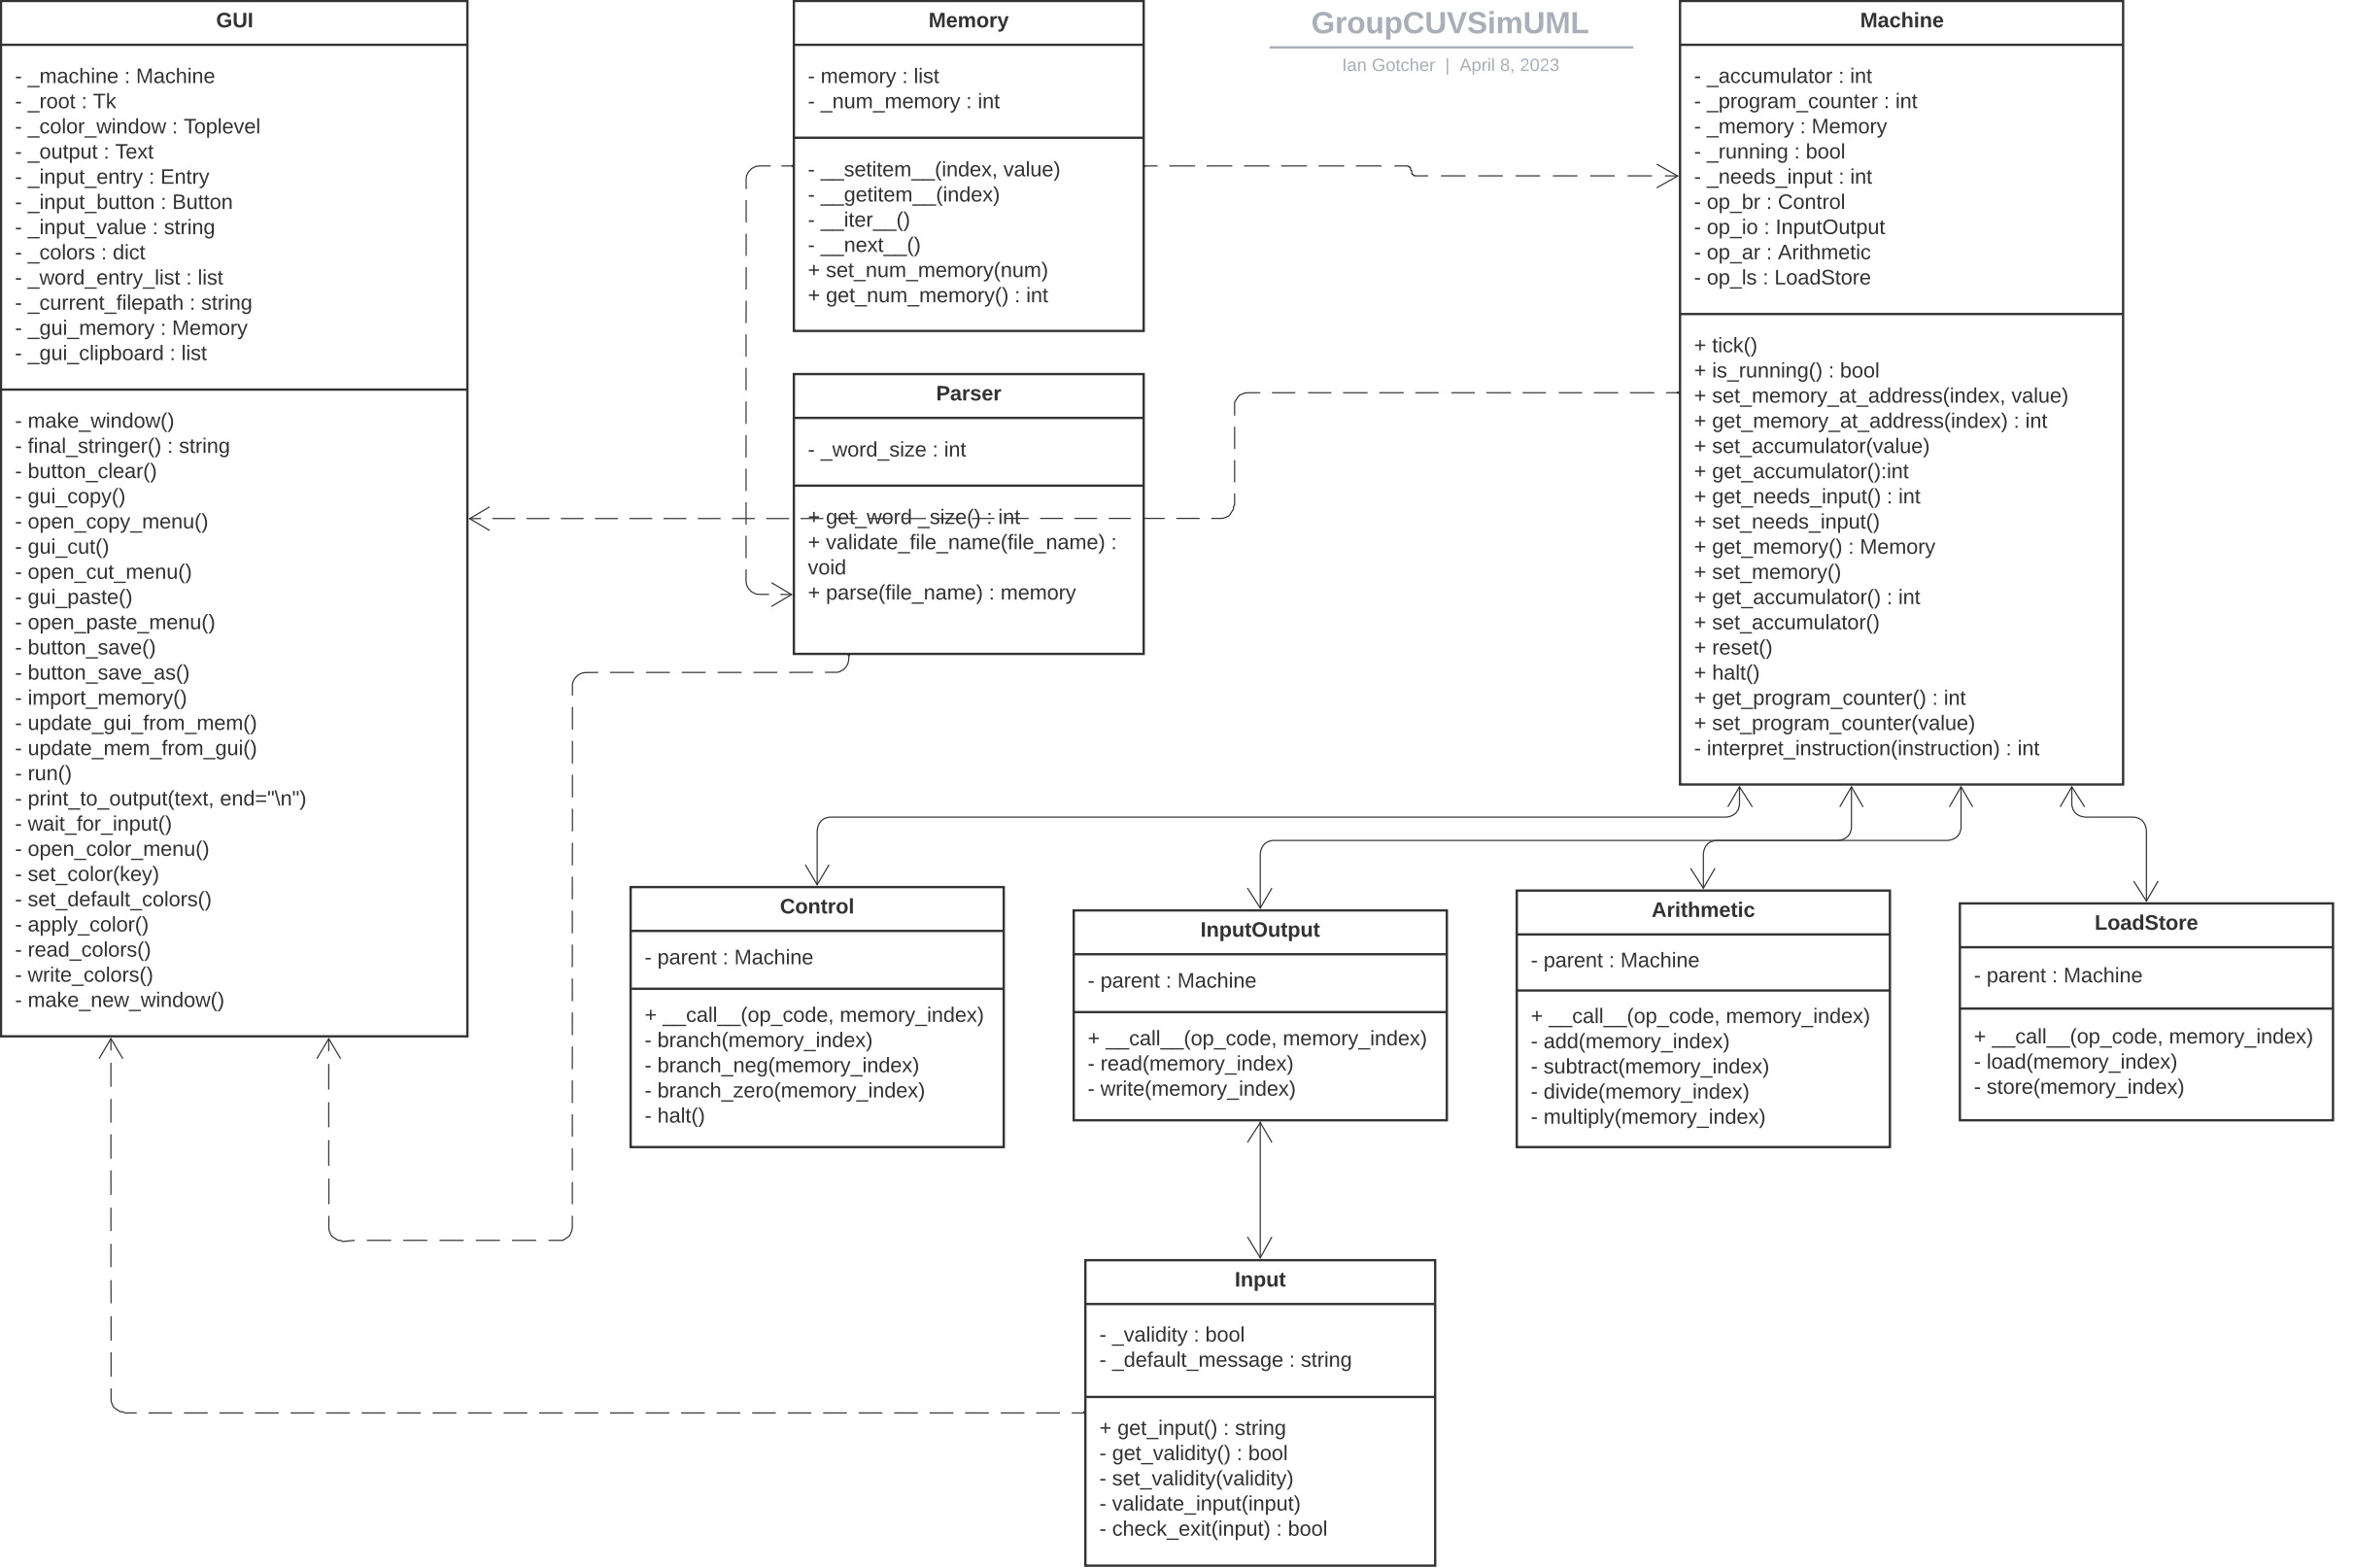 GUI
- _machine : Machine
- _root : Tk
- _color_window : Toplevel
- _output : Text
- _input_entry : Entry
- _input_button : Button
- _input_value : string
- _colors : dict
- _word_entry_list : list
- _current_filepath : string
- _gui_memory : Memory
- _gui_clipboard : list
- make_window()
- final_stringer() : string
- button_clear()
- gui_copy()
- open_copy_menu()
- gui_cut()
- open_cut_menu()
- gui_paste()
- open_paste_menu()
- button_save()
- button_save_as()
- import_memory()
- update_gui_from_mem()
- update_mem_from_gui()
- run()
- print_to_output(text, end="\n")
- wait_for_input()
- open_color_menu()
- set_color(key)
- set_default_colors()
- apply_color()
- read_colors()
- write_colors()
- make_new_window()
Memory
- memory : list
- _num_memory : int
- __setitem__(index, value)
- __getitem__(index)
- __iter__()
- __next__()
+ set_num_memory(num)
+ get_num_memory() : int
Parser
- _word_size : int
+ get_word_size() : int
+ validate_file_name(file_name) :
void
+ parse(file_name) : memory
GroupCUVSimUML
Ian Gotcher | April 8, 2023
Machine
- _accumulator : int
- _program_counter : int
- _memory : Memory
- _running : bool
- _needs_input : int
- op_br : Control
- op_io : InputOutput
- op_ar : Arithmetic
- op_ls : LoadStore
+ tick()
+ is_running() : bool
+ set_memory_at_address(index, value)
+ get_memory_at_address(index) : int
+ set_accumulator(value)
+ get_accumulator():int
+ get_needs_input() : int
+ set_needs_input()
+ get_memory() : Memory
+ set_memory()
+ get_accumulator() : int
+ set_accumulator()
+ reset()
+ halt()
+ get_program_counter() : int
+ set_program_counter(value)
- interpret_instruction(instruction) : int
Control
- parent : Machine
+ __call__(op_code, memory_index)
- branch(memory_index)
- branch_neg(memory_index)
- branch_zero(memory_index)
- halt()
InputOutput
- parent : Machine
+ __call__(op_code, memory_index)
- read(memory_index)
- write(memory_index)
Arithmetic
- parent : Machine
+ __call__(op_code, memory_index)
- add(memory_index)
- subtract(memory_index)
- divide(memory_index)
- multiply(memory_index)
LoadStore
- parent : Machine
+ __call__(op_code, memory_index)
- load(memory_index)
- store(memory_index)
Input
- _validity : bool
- _default_message : string
+ get_input() : string
- get_validity() : bool
- set_validity(validity)
- validate_input(input)
- check_exit(input) : bool